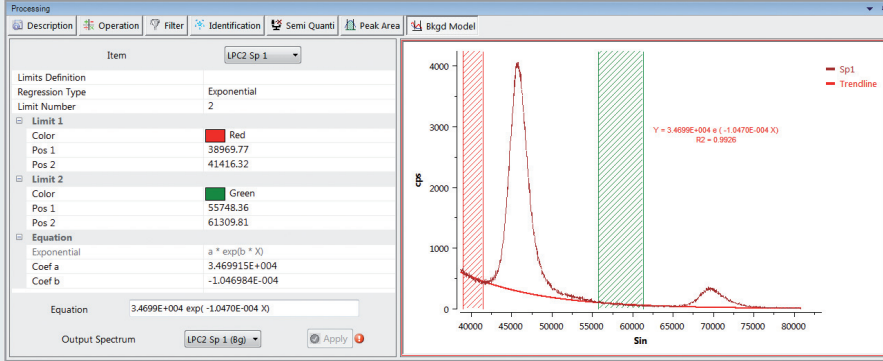 Processing
Description Operation Filter Identification Semi Quanti Peak Area Bkgd Model
Item LPC2 Sp 1
Limits Definition
Regression Type Exponential
Limit Number 2
Limit 1
Color Red
Pos 1 38969.77
Pos 2 41416.32
Limit 2
Color Green
Pos 1 55748.36
Pos 2 61309.81
Equation
Exponential a * exp(b * X)
Coef a 3.469915E+004
Coef b -1.046984E-004
Equation 3.4699E+004 exp( -1.0470E-004 X)
Output Spectrum LPC2 Sp 1 (Bg) Apply
cps
4000
3000
2000
1000
0
40000 45000 50000 55000 60000 65000 70000 75000 80000
Sin
Y = 3.4699E+004 e ( -1.0470E-004 X)
R2 = 0.9926
Sp1
Trendline